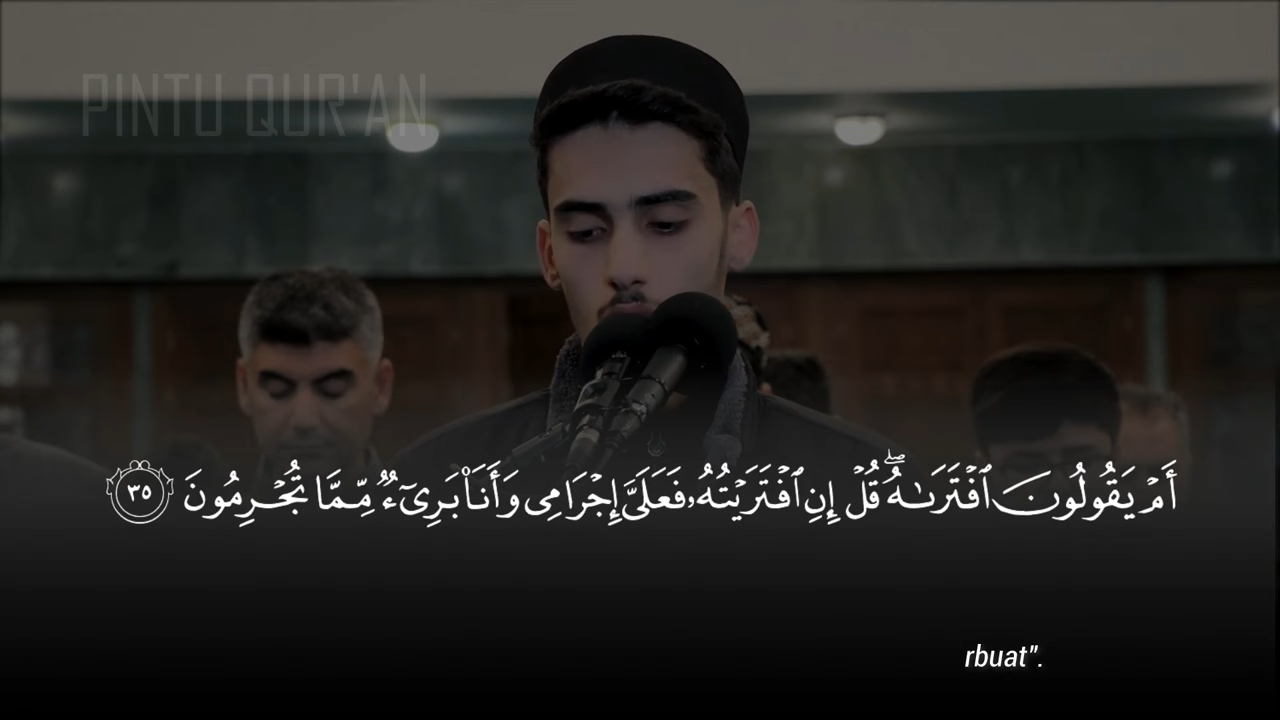 PINTU QUR'AN
أَمْ يَقُولُونَ ٱفْتَرَىٰهُ ۖ قُلْ إِنِ ٱفْتَرَيْتُهُۥ فَعَلَىَّ إِجْرَامِى وَأَنَا۠ بَرِىٓءٌ مِّمَّا تُجْرِمُونَ ٣٥
rbuat".